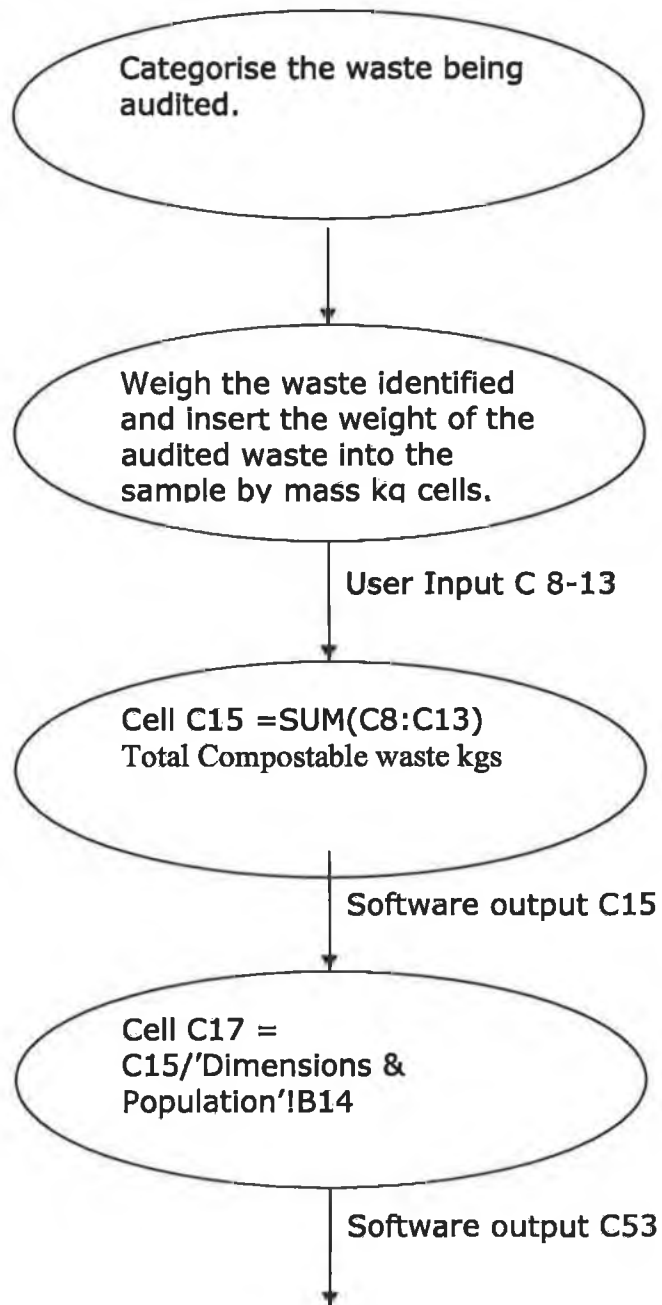 Categorise the waste being
audited.
Weigh the waste identified
and insert the weight of the
audited waste into the
sample by mass kg cells.
User Input C 8-13
Cell C15 =SUM(C8:C13)
Total Compostable waste kgs
Software output C15
Cell C17 =
C15/'Dimensions &
Population'!B14
Software output C53